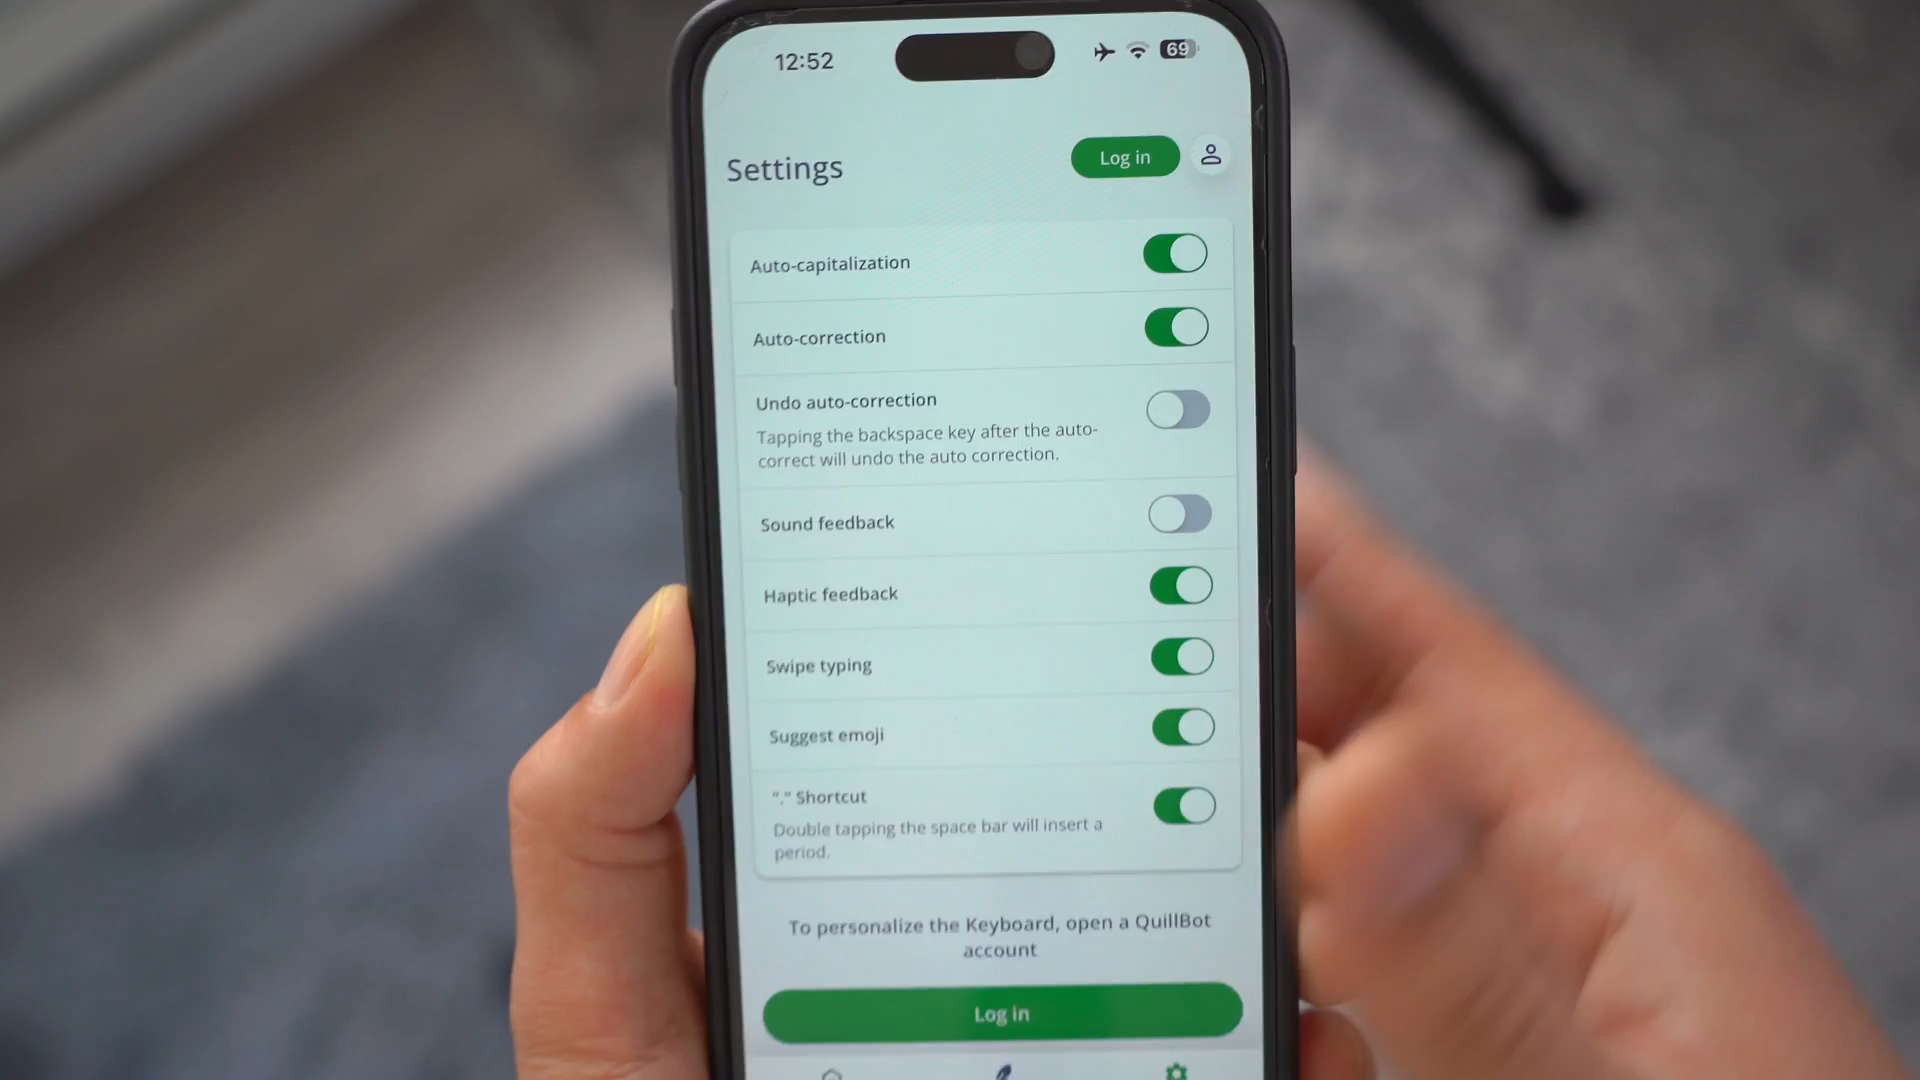 12:52
69
Settings
Log in
Auto-capitalization
Auto-correction
Undo auto-correction
Tapping the backspace key after the auto-
correct will undo the auto correction.
Sound feedback
Haptic feedback
Swipe typing
Suggest emoji
"." Shortcut
Double tapping the space bar will insert a
period.
To personalize the Keyboard, open a QuillBot
account
Log in